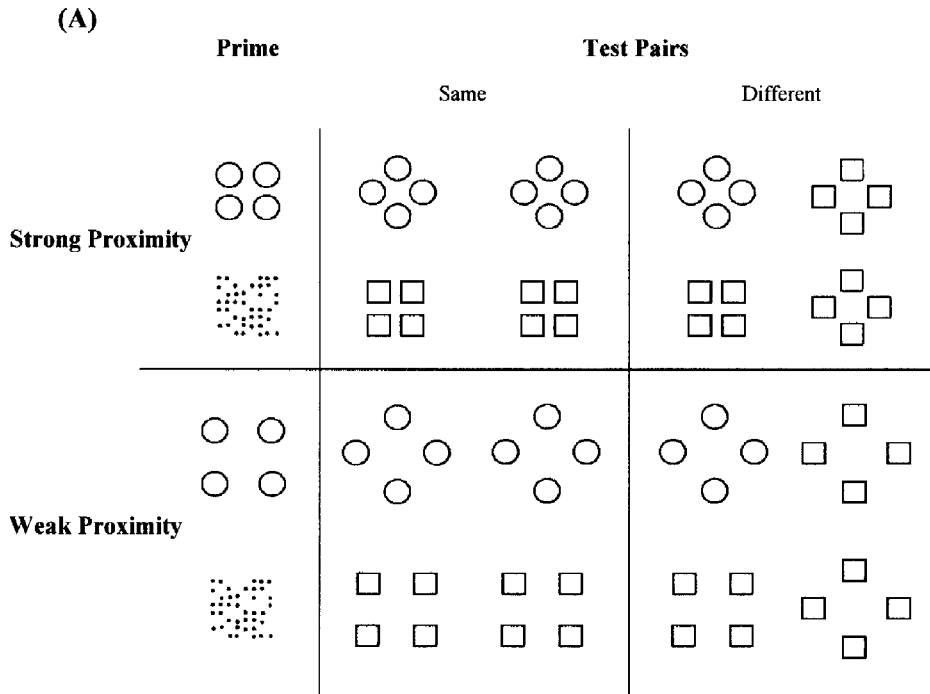 (A)
Prime
Test Pairs
Same
Different
Strong Proximity
Weak Proximity